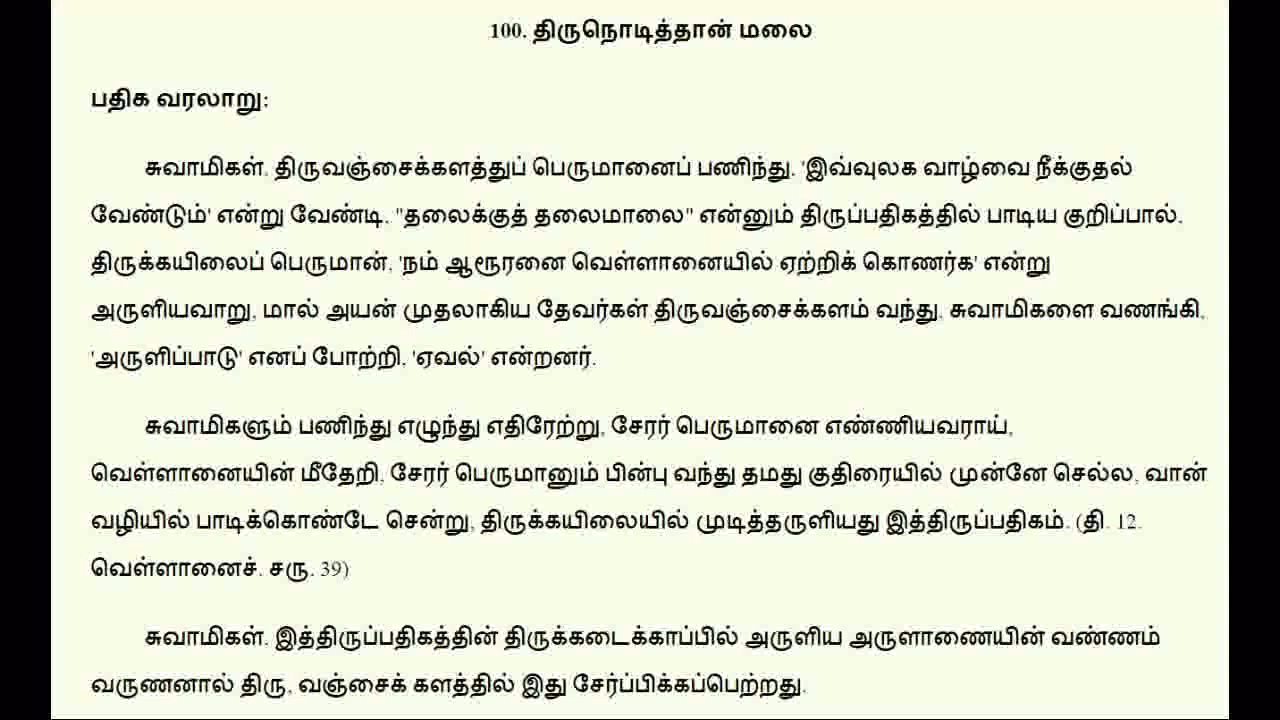 100. திருநொடித்தான் மலை
பதிக வரலாறு:
சுவாமிகள், திருவஞ்சைக்களத்துப் பெருமானைப் பணிந்து, 'இவ்வுலக வாழ்வை நீக்குதல்
வேண்டும்' என்று வேண்டி, "தலைக்குத் தலைமாலை" என்னும் திருப்பதிகத்தில் பாடிய குறிப்பால்,
திருக்கயிலைப் பெருமான், 'நம் ஆரூரனை வெள்ளானையில் ஏற்றிக் கொணர்க' என்று
அருளியவாறு, மால் அயன் முதலாகிய தேவர்கள் திருவஞ்சைக்களம் வந்து, சுவாமிகளை வணங்கி,
'அருளிப்பாடு' எனப் போற்றி, 'ஏவல்' என்றனர்.
சுவாமிகளும் பணிந்து எழுந்து எதிரேற்று, சேரர் பெருமானை எண்ணியவராய்,
வெள்ளானையின் மீதேறி, சேரர் பெருமானும் பின்பு வந்து தமது குதிரையில் முன்னே செல்ல, வான்
வழியில் பாடிக்கொண்டே சென்று, திருக்கயிலையில் முடித்தருளியது இத்திருப்பதிகம். (தி. 12.
வெள்ளானைச். சரு. 39)
சுவாமிகள், இத்திருப்பதிகத்தின் திருக்கடைக்காப்பில் அருளிய அருளாணையின் வண்ணம்
வருணனால் திரு, வஞ்சைக் களத்தில் இது சேர்ப்பிக்கப்பெற்றது.